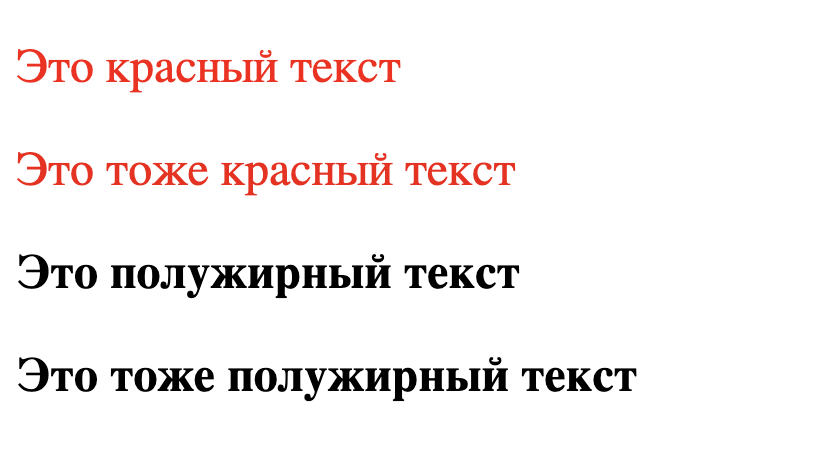 Это красный текст
Это тоже красный текст
Это полужирный текст
Это тоже полужирный текст